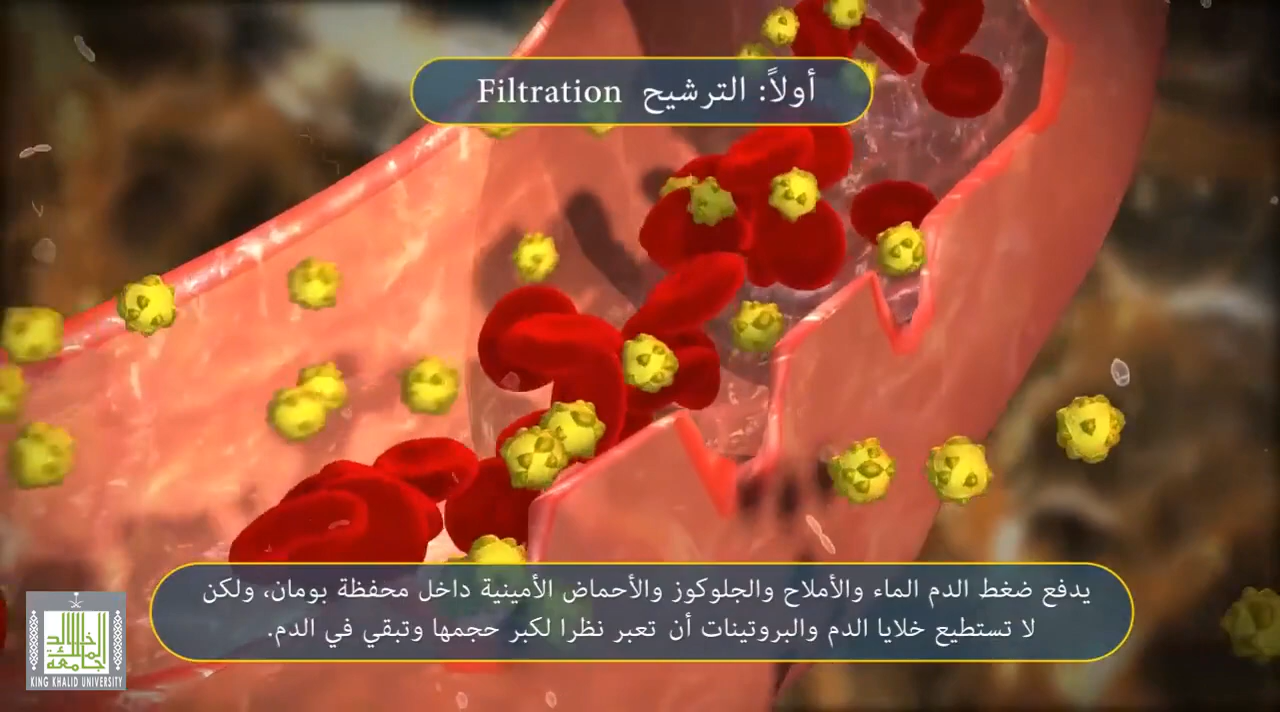 أولاً: الترشيح Filtration
يدفع ضغط الدم الماء والأملاح والجلوكوز والأحماض الأمينية داخل محفظة بومان، ولكن
لا تستطيع خلايا الدم والبروتينات أن تعبر نظرا لكبر حجمها وتبقي في الدم.
جامعة الملك خالد
KING KHALID UNIVERSITY